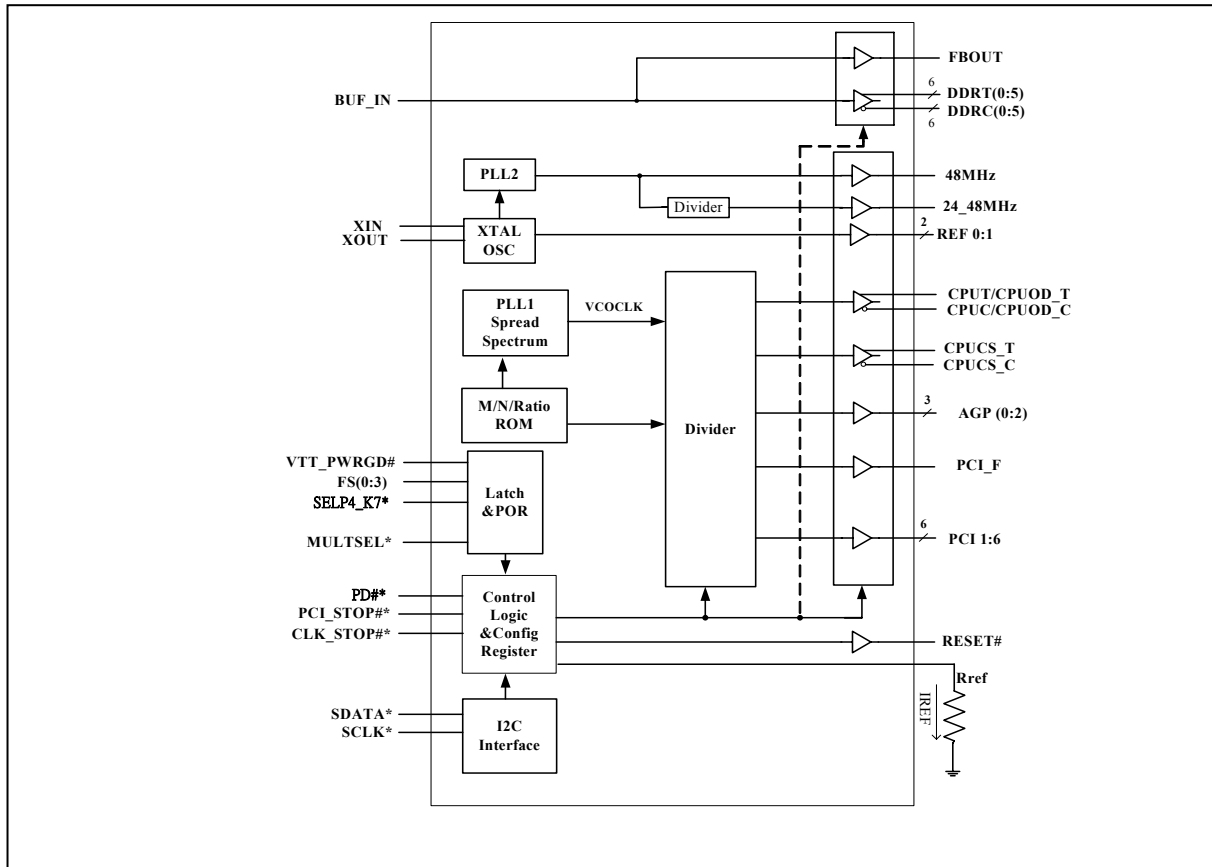 FBOUT
6
DDRT(0:5)
BUF_IN
DDRC(0:5)
6
PLL2
48MHz
Divider
24_48MHz
XIN
XOUT
XTAL
OSC
2
REF 0:1
PLL1
Spread
Spectrum
VCOCLK
CPUT/CPUOD_T
CPUC/CPUOD_C
CPUCS_T
CPUCS_C
M/N/Ratio
ROM
Divider
3
AGP (0:2)
VTT_PWRGD#
FS(0:3)
SELP4_K7*
MULTSEL*
Latch
&POR
PCI_F
6
PCI 1:6
PD#*
PCI_STOP#*
CLK_STOP#*
Control
Logic
&Config
Register
RESET#
Rref
IREF
SDATA*
SCLK*
I2C
Interface